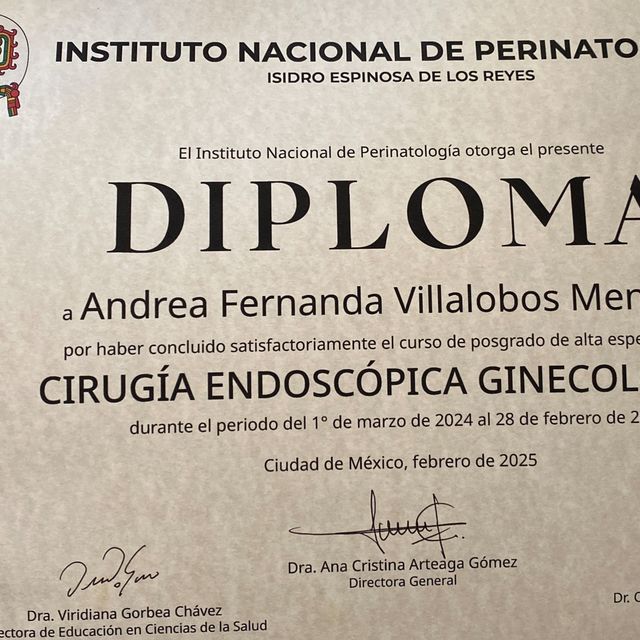 INSTITUTO NACIONAL DE PERINATO
ISIDRO ESPINOSA DE LOS REYES
El Instituto Nacional de Perinatología otorga el presente
DIPLOMA
a Andrea Fernanda Villalobos Men
por haber concluido satisfactoriamente el curso de posgrado de alta espe
CIRUGÍA ENDOSCÓPICA GINECOL
durante el periodo del 1° de marzo de 2024 al 28 de febrero de 2
Ciudad de México, febrero de 2025
Dra. Ana Cristina Arteaga Gómez
Directora General
Dra. Viridiana Gorbea Chávez
ectora de Educación en Ciencias de la Salud
Dr. C